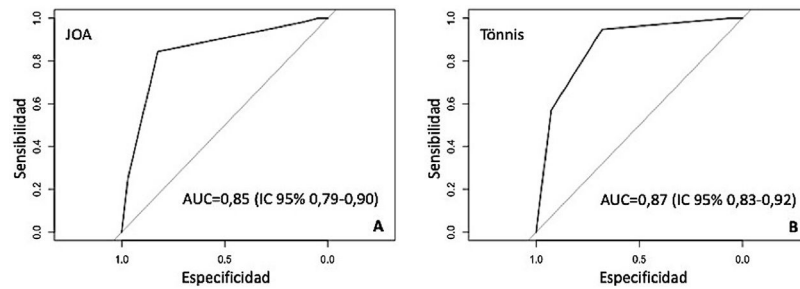 JOA
Sensibilidad
1.0
0.8
0.6
0.4
0.2
0.0
AUC=0,85 (IC 95% 0,79-0,90)
A
1.0 0.5 0.0
Especificidad
Tönnis
Sensibilidad
1.0
0.8
0.6
0.4
0.2
0.0
AUC=0,87 (IC 95% 0,83-0,92)
B
1.0 0.5 0.0
Especificidad